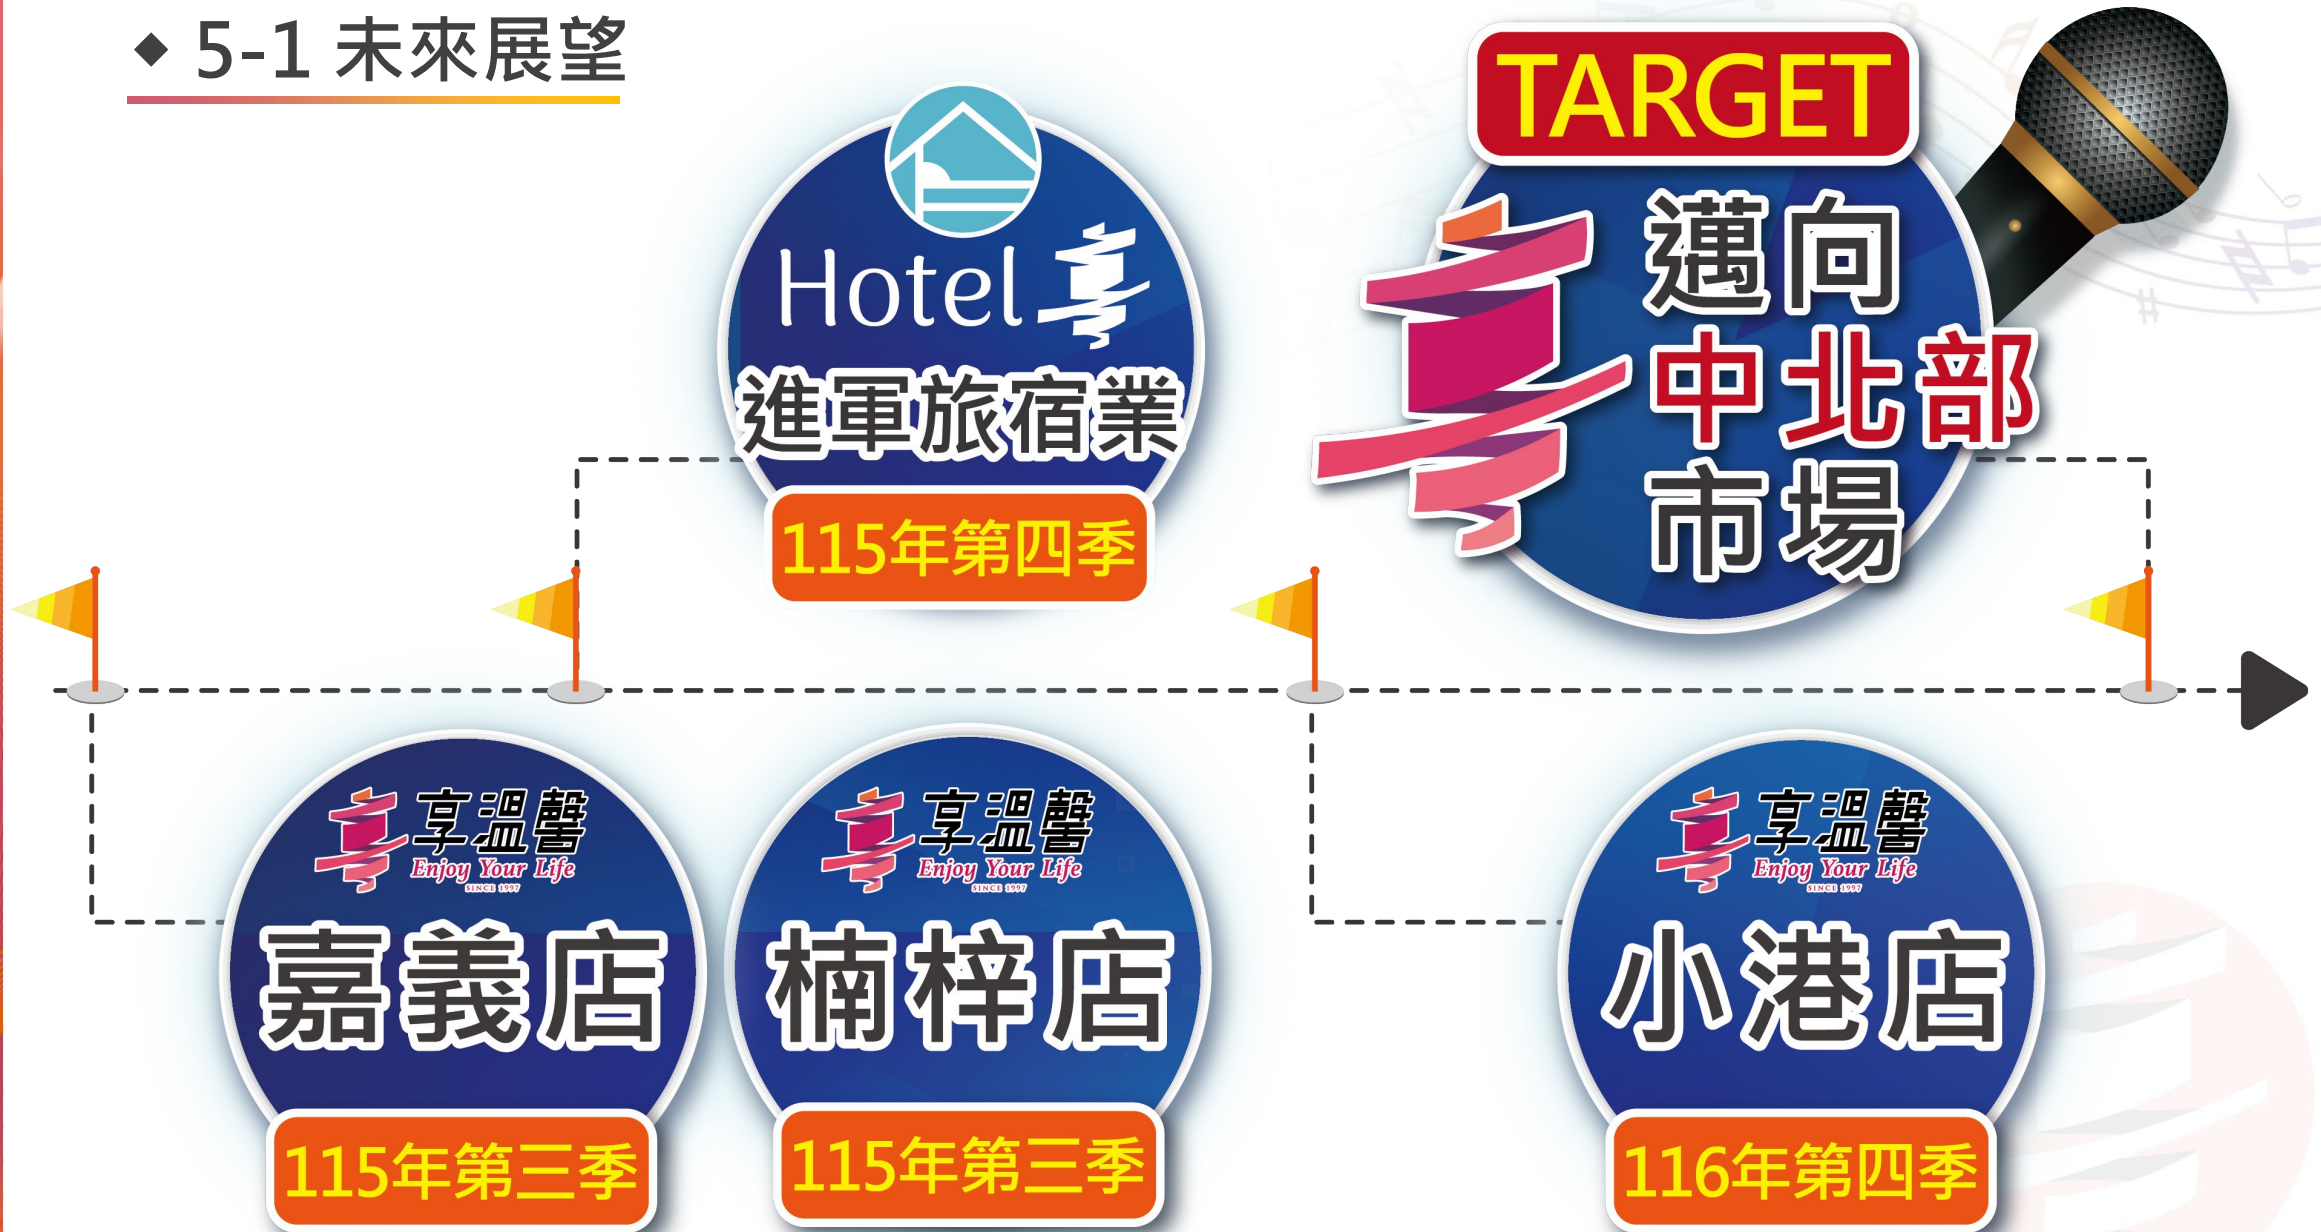 ◆ 5-1 未來展望
Hotel
進軍旅宿業
115年第四季
TARGET
邁向
中北部
市場
享溫馨
Enjoy Your Life
SINCE 1997
嘉義店
115年第三季
享溫馨
Enjoy Your Life
SINCE 1997
楠梓店
115年第三季
享溫馨
Enjoy Your Life
SINCE 1997
小港店
116年第四季